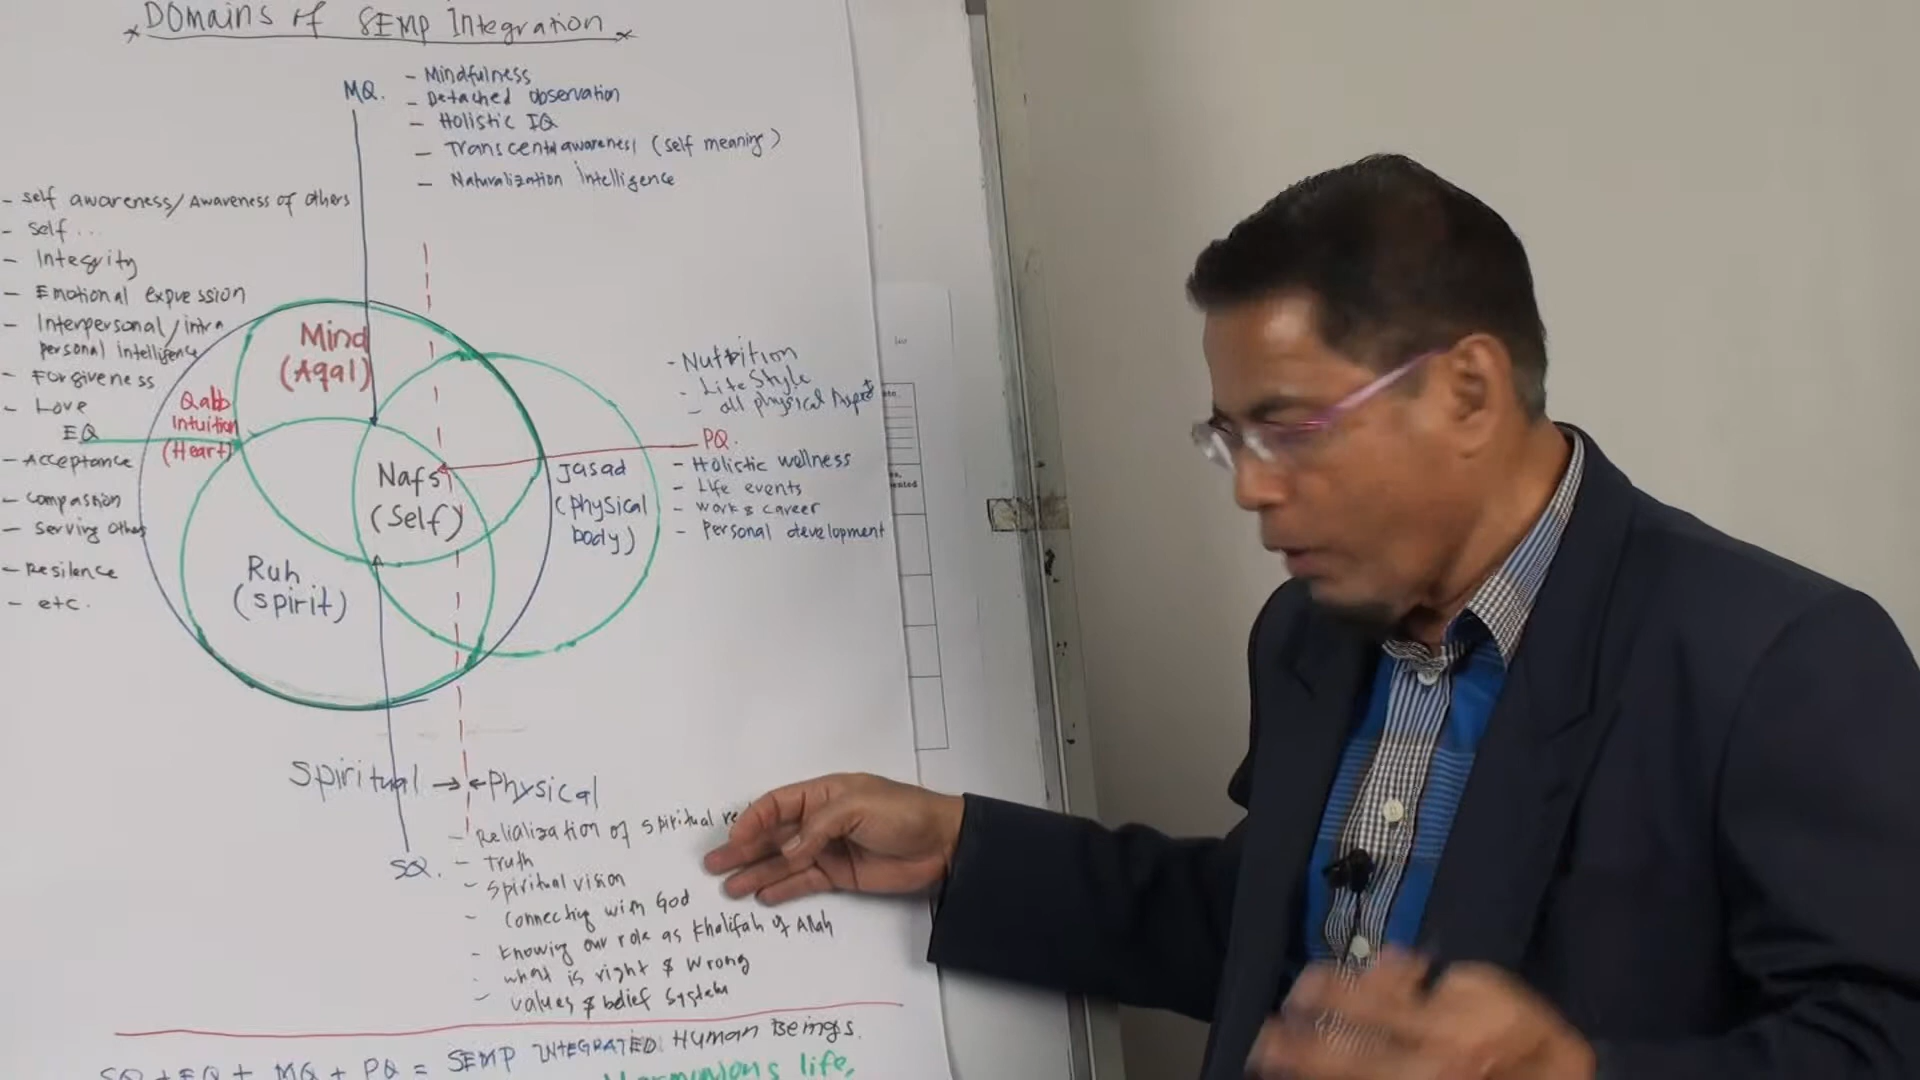 Domains of SEMP Integration
MQ.
- Mindfulness
- Detached observation
- Holistic IQ
- Transcental awareness (self meaning)
- Naturalization Intelligence
- self awareness/Awareness of others
- self ...
- Integrity
- Emotional expression
- Interpersonal/intra
personal intelligence
- Forgiveness
- Love
EQ
- Acceptance
- Compassion
- Serving others
- Resilence
- etc.
Mind
(Aqal)
Qalb
Intuition
(Heart)
Nafs
(Self)
Ruh
(spirit)
Jasad
(physical
body)
- Nutrition
- Life Style
- all physical Aspect
PQ.
- Holistic wellness
- Life events
- work & career
- Personal development
Spiritual → ← Physical
SQ.
- Relialization of spiritual
- Truth
- Spiritual vision
- Connecting with God
- Knowing our role as Khalifah of Allah
- what is right & wrong
- values & belief System
SQ + EQ + MQ + PQ = SEMP INTEGRATED Human Beings.
Harmonious life,